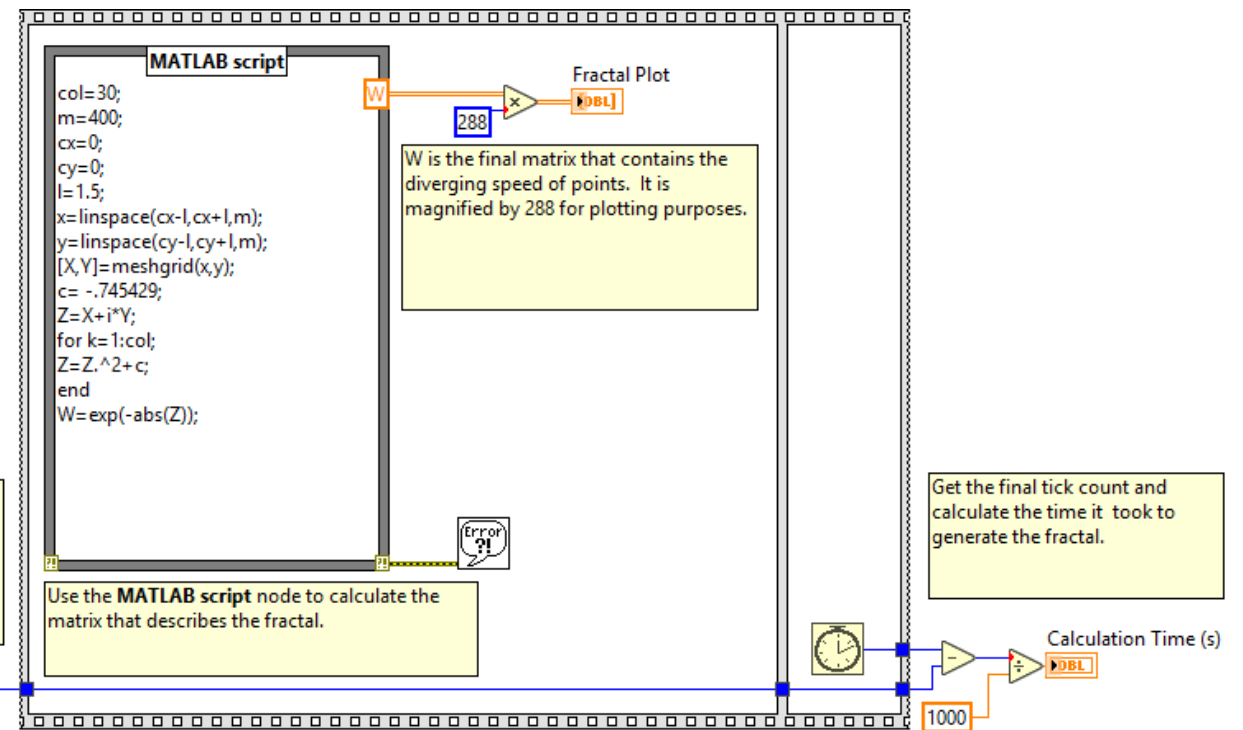 MATLAB script
col=30;
m=400;
cx=0;
cy=0;
l=1.5;
x=linspace(cx-l,cx+l,m);
y=linspace(cy-l,cy+l,m);
[X,Y]=meshgrid(x,y);
c= -.745429;
Z=X+i*Y;
for k=1:col;
Z=Z.^2+c;
end
W=exp(-abs(Z));
W
288
×
Fractal Plot
DBL]
W is the final matrix that contains the
diverging speed of points.  It is
magnified by 288 for plotting purposes.
?!
?!
Error
?!
Use the MATLAB script node to calculate the
matrix that describes the fractal.
Get the final tick count and
calculate the time it  took to
generate the fractal.
Calculation Time (s)
-
÷
DBL
1000